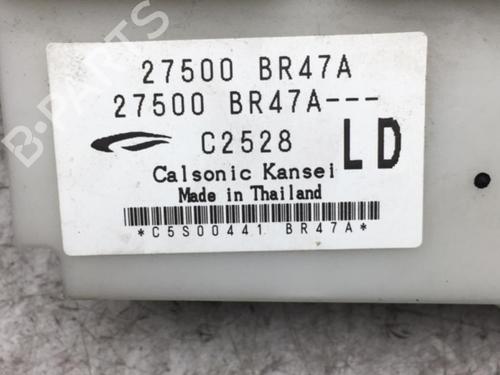 B-PARTS
27500 BR47A
27500 BR47A---
C2528
LD
Calsonic Kansei
Made in Thailand
*C5S00441 BR47A*